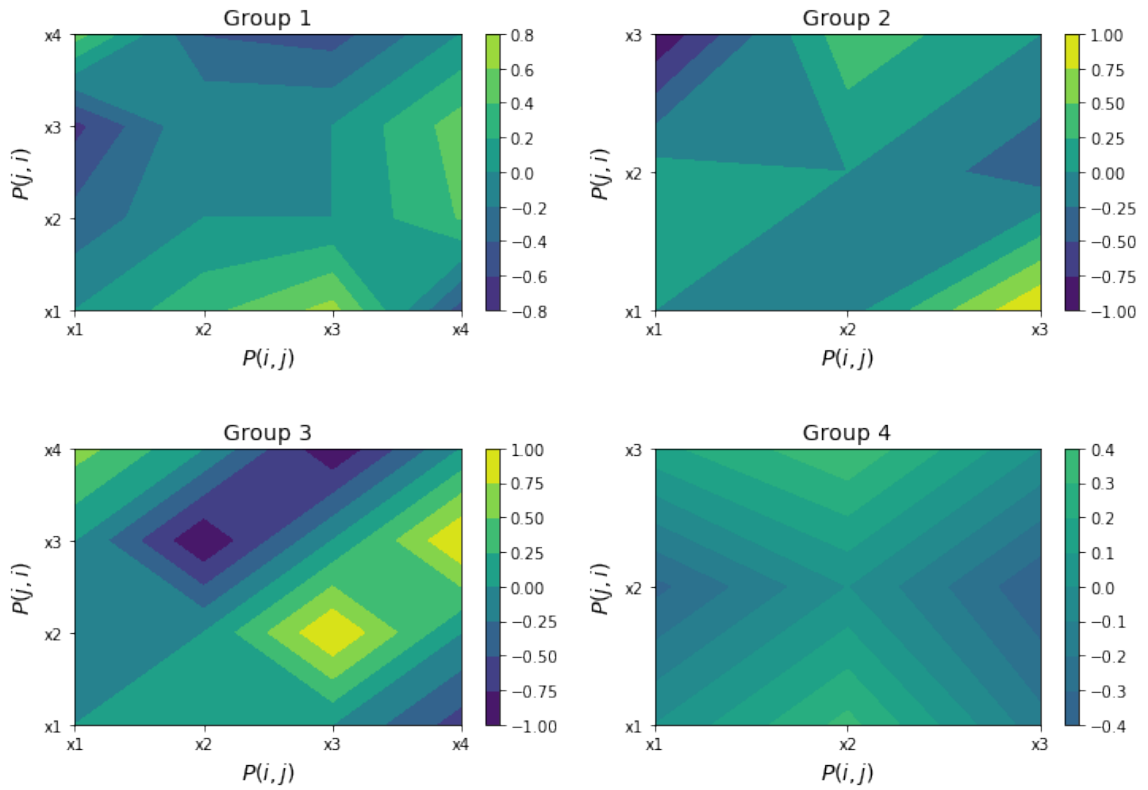 Group 1
x4
x3
x2
x1
P(j, i)
x1 x2 x3 x4
P(i, j)
0.8
0.6
0.4
0.2
0.0
−0.2
−0.4
−0.6
−0.8
Group 2
x3
x2
x1
P(j, i)
x1 x2 x3
P(i, j)
1.00
0.75
0.50
0.25
0.00
−0.25
−0.50
−0.75
−1.00
Group 3
x4
x3
x2
x1
P(j, i)
x1 x2 x3 x4
P(i, j)
1.00
0.75
0.50
0.25
0.00
−0.25
−0.50
−0.75
−1.00
Group 4
x3
x2
x1
P(j, i)
x1 x2 x3
P(i, j)
0.4
0.3
0.2
0.1
0.0
−0.1
−0.2
−0.3
−0.4